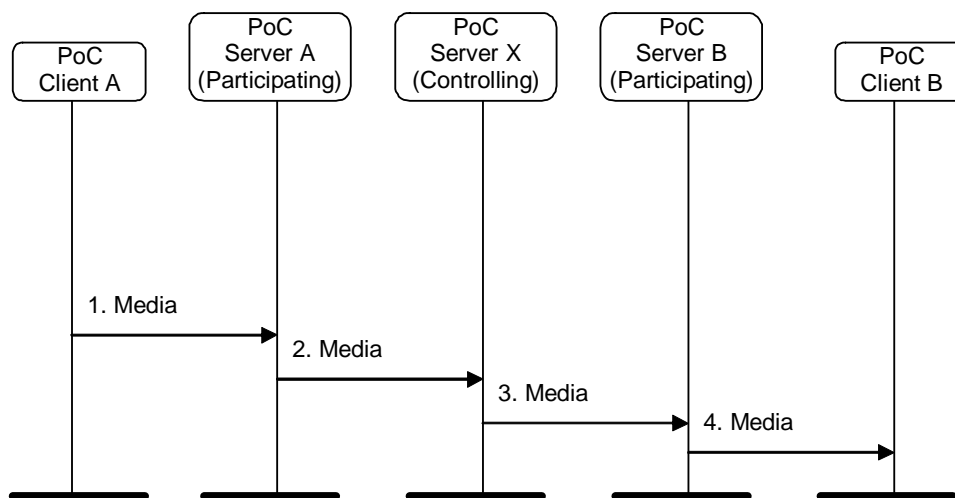 PoC
Client A
PoC
Server A
(Participating)
PoC
Server X
(Controlling)
PoC
Server B
(Participating)
PoC
Client B
1. Media
2. Media
3. Media
4. Media